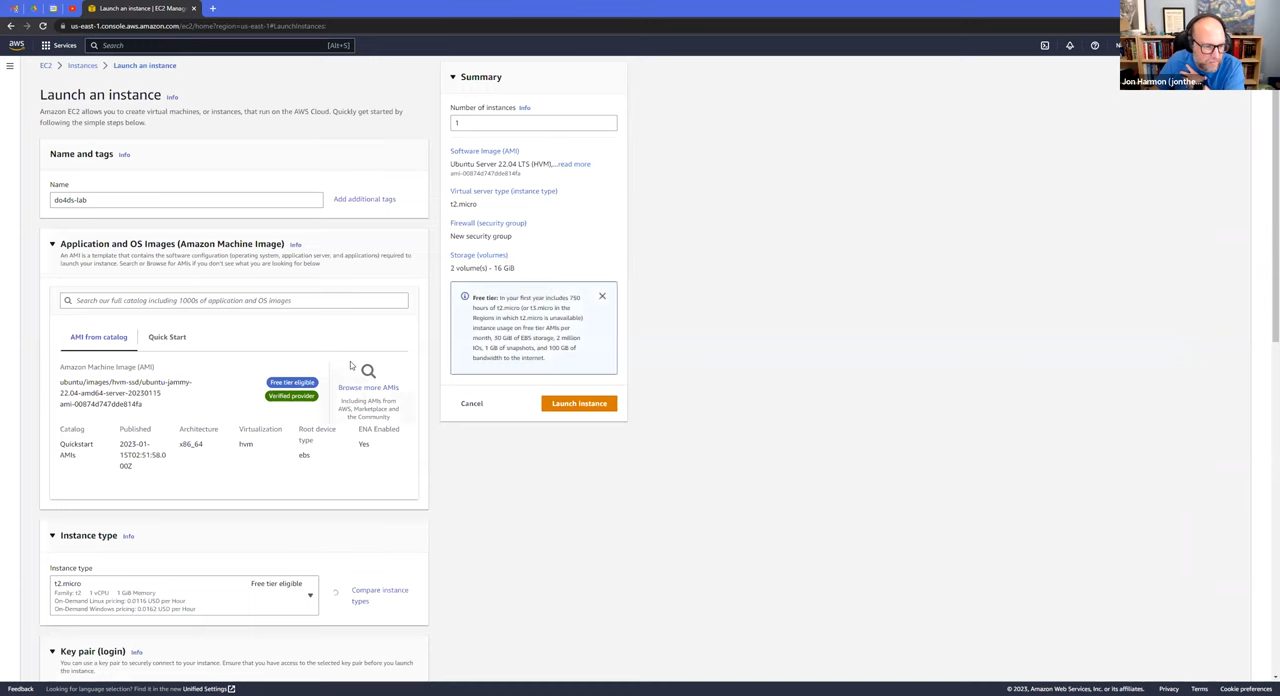 Launch an instance | EC2 Manag
us-east-1.console.aws.amazon.com/ec2/home?region=us-east-1#LaunchInstances:
aws
Services
Search
[Alt+S]
Jon Harmon (jonthe...
EC2 > Instances > Launch an instance
Launch an instance Info
Amazon EC2 allows you to create virtual machines, or instances, that run on the AWS Cloud. Quickly get started by
following the simple steps below.
Name and tags Info
Name
do4ds-lab
Add additional tags
Application and OS Images (Amazon Machine Image) Info
An AMI is a template that contains the software configuration (operating system, application server, and applications) required to
launch your instance. Search or Browse for AMIs if you don't see what you are looking for below
Search our full catalog including 1000s of application and OS images
AMI from catalog
Quick Start
Amazon Machine Image (AMI)
ubuntu/images/hvm-ssd/ubuntu-jammy-
22.04-amd64-server-20230115
ami-00874d747dde814fa
Free tier eligible
Verified provider
Browse more AMIs
Including AMIs from
AWS, Marketplace and
the Community
Catalog
Published
Architecture
Virtualization
Root device
type
ENA Enabled
Quickstart
AMIs
2023-01-
15T02:51:58.0
00Z
x86_64
hvm
ebs
Yes
Instance type Info
Instance type
t2.micro
Free tier eligible
Family: t2 1 vCPU 1 GiB Memory
On-Demand Linux pricing: 0.0116 USD per Hour
On-Demand Windows pricing: 0.0162 USD per Hour
Compare instance
types
Key pair (login) Info
You can use a key pair to securely connect to your instance. Ensure that you have access to the selected key pair before you launch
the instance.
Summary
Number of instances Info
1
Software Image (AMI)
Ubuntu Server 22.04 LTS (HVM),...read more
ami-00874d747dde814fa
Virtual server type (instance type)
t2.micro
Firewall (security group)
New security group
Storage (volumes)
2 volume(s) - 16 GiB
Free tier: In your first year includes 750
hours of t2.micro (or t3.micro in the
Regions in which t2.micro is unavailable)
instance usage on free tier AMIs per
month, 30 GiB of EBS storage, 2 million
IOs, 1 GB of snapshots, and 100 GB of
bandwidth to the internet.
Cancel
Launch instance
Feedback
Looking for language selection? Find it in the new Unified Settings
© 2023, Amazon Web Services, Inc. or its affiliates.
Privacy
Terms
Cookie preferences